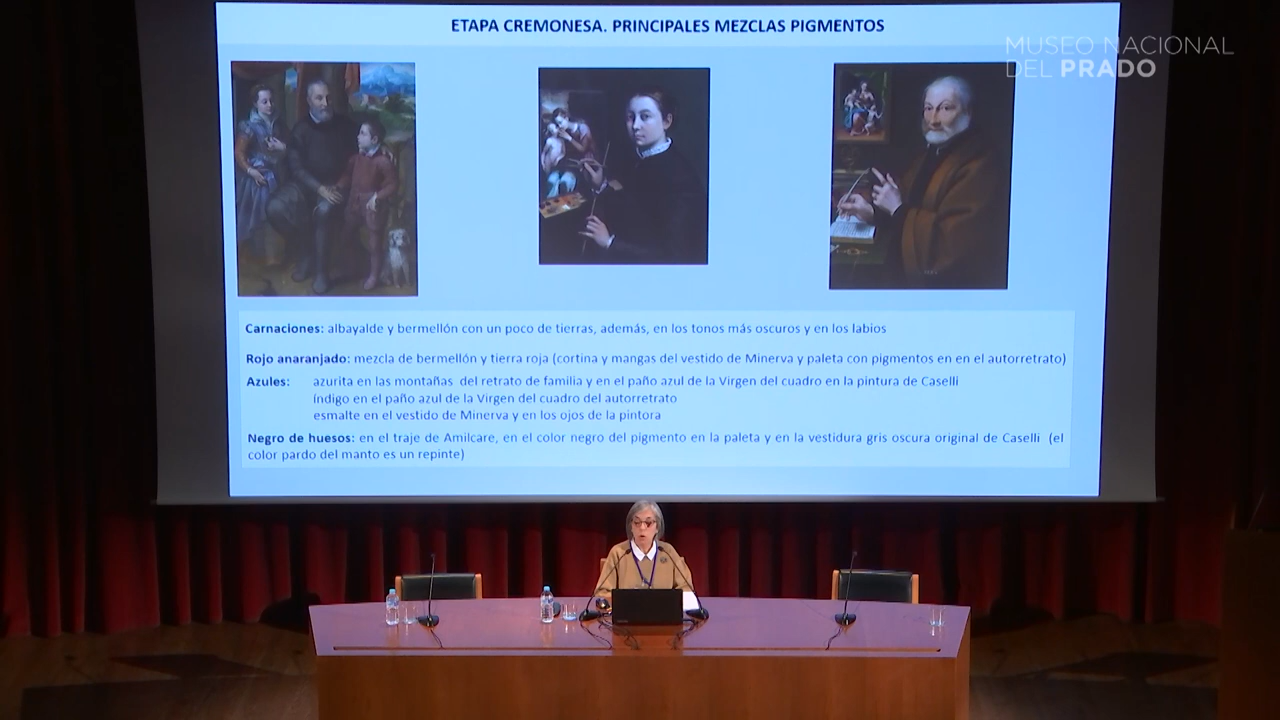 ETAPA CREMONESA. PRINCIPALES MEZCLAS PIGMENTOS
MUSEO NACIONAL
DEL PRADO
Carnaciones: albayalde y bermellón con un poco de tierras, además, en los tonos más oscuros y en los labios
Rojo anaranjado: mezcla de bermellón y tierra roja (cortina y mangas del vestido de Minerva y paleta con pigmentos en en el autorretrato)
Azules: azurita en las montañas del retrato de familia y en el paño azul de la Virgen del cuadro en la pintura de Caselli
índigo en el paño azul de la Virgen del cuadro del autorretrato
esmalte en el vestido de Minerva y en los ojos de la pintora
Negro de huesos: en el traje de Amilcare, en el color negro del pigmento en la paleta y en la vestidura gris oscura original de Caselli (el
color pardo del manto es un repinte)